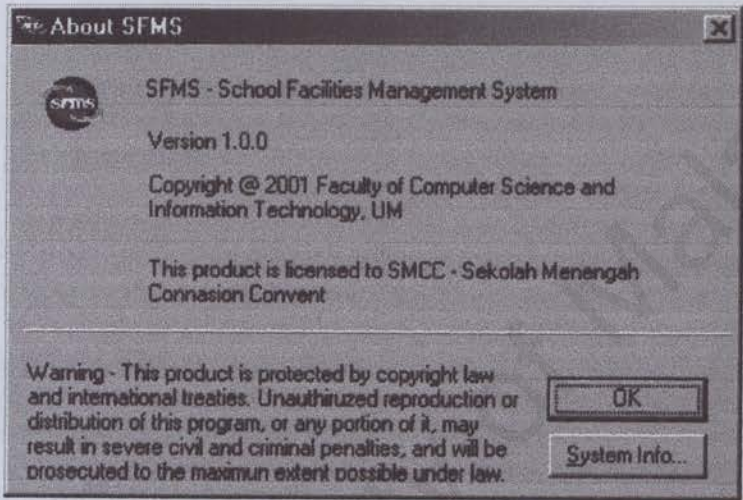 About SFMS
sfms
SFMS - School Facilities Management System
Version 1.0.0
Copyright @ 2001 Faculty of Computer Science and
Information Technology, UM
This product is licensed to SMCC - Sekolah Menengah
Connasion Convent
Warning - This product is protected by copyright law
and international treaties. Unauthiruzed reproduction or
distribution of this program, or any portion of it, may
result in severe civil and criminal penalties, and will be
prosecuted to the maximun extent possible under law.
OK
System Info...